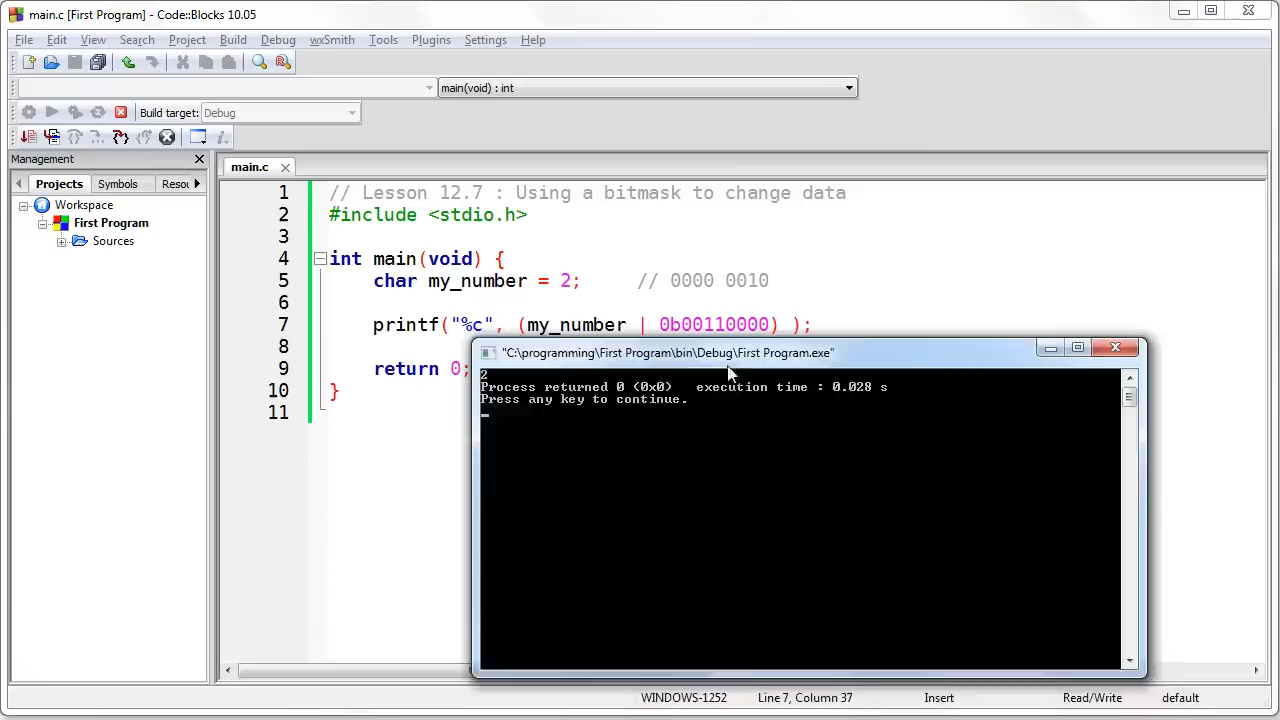 main.c [First Program] - Code::Blocks 10.05
File Edit View Search Project Build Debug wxSmith Tools Plugins Settings Help
main(void) : int
Build target: Debug
Management
main.c
Projects Symbols Resou
Workspace
First Program
Sources
1 // Lesson 12.7 : Using a bitmask to change data
2 #include <stdio.h>
3
4 int main(void) {
5 char my_number = 2; // 0000 0010
6
7 printf("%c", (my_number | 0b00110000) );
8
9 return 0;
10 }
11
"C:\programming\First Program\bin\Debug\First Program.exe"
2
Process returned 0 (0x0) execution time : 0.028 s
Press any key to continue.
WINDOWS-1252 Line 7, Column 37 Insert Read/Write default